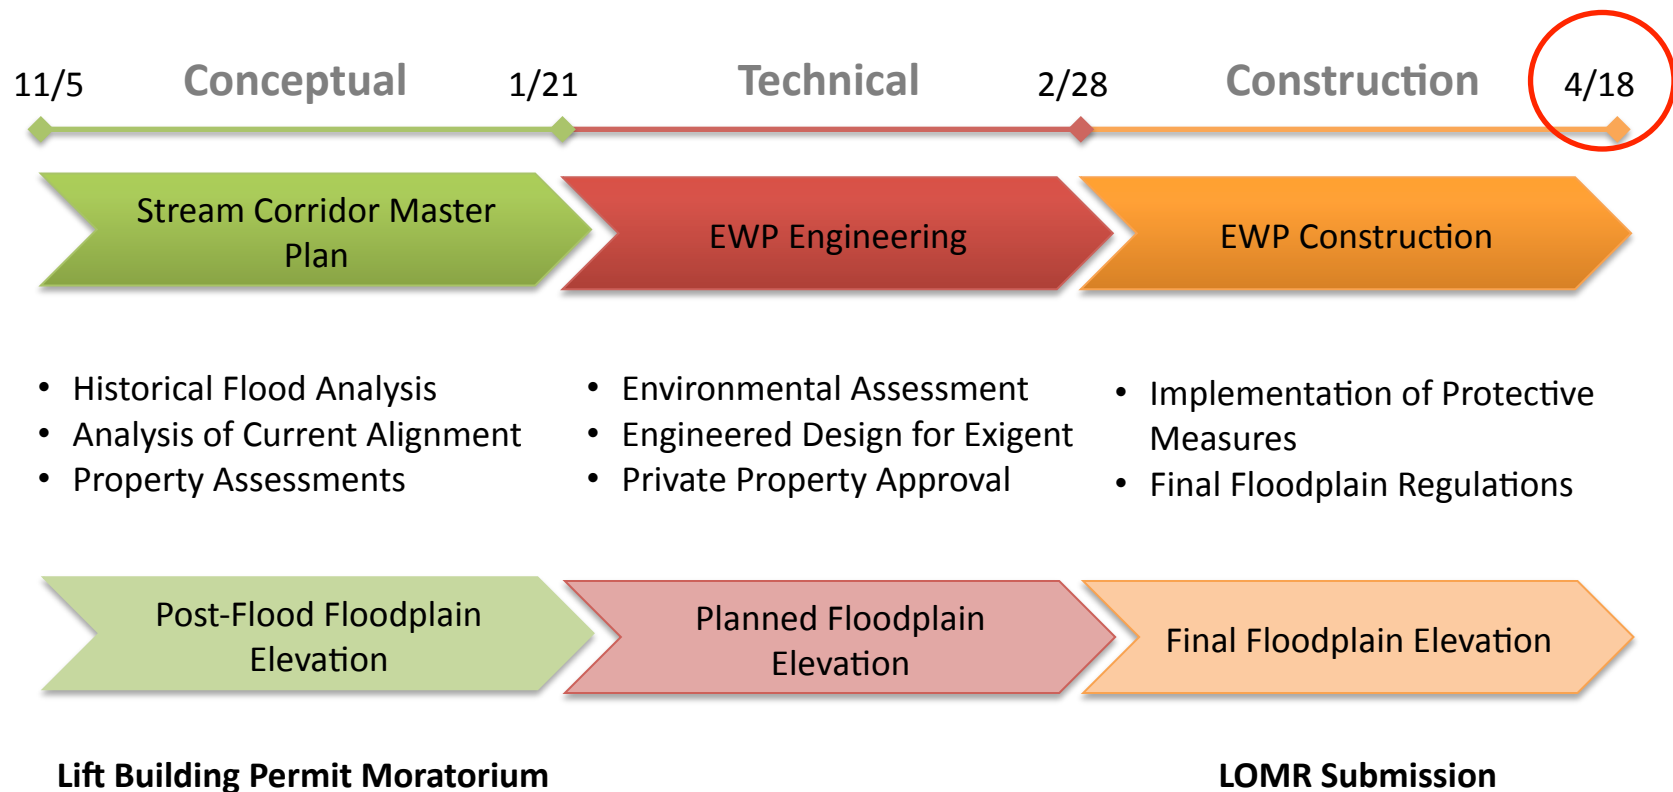 11/5 Conceptual 1/21 Technical 2/28 Construction 4/18
Stream Corridor Master
Plan
EWP Engineering
EWP Construction
• Historical Flood Analysis
• Analysis of Current Alignment
• Property Assessments
• Environmental Assessment
• Engineered Design for Exigent
• Private Property Approval
• Implementation of Protective
Measures
• Final Floodplain Regulations
Post-Flood Floodplain
Elevation
Planned Floodplain
Elevation
Final Floodplain Elevation
Lift Building Permit Moratorium
LOMR Submission